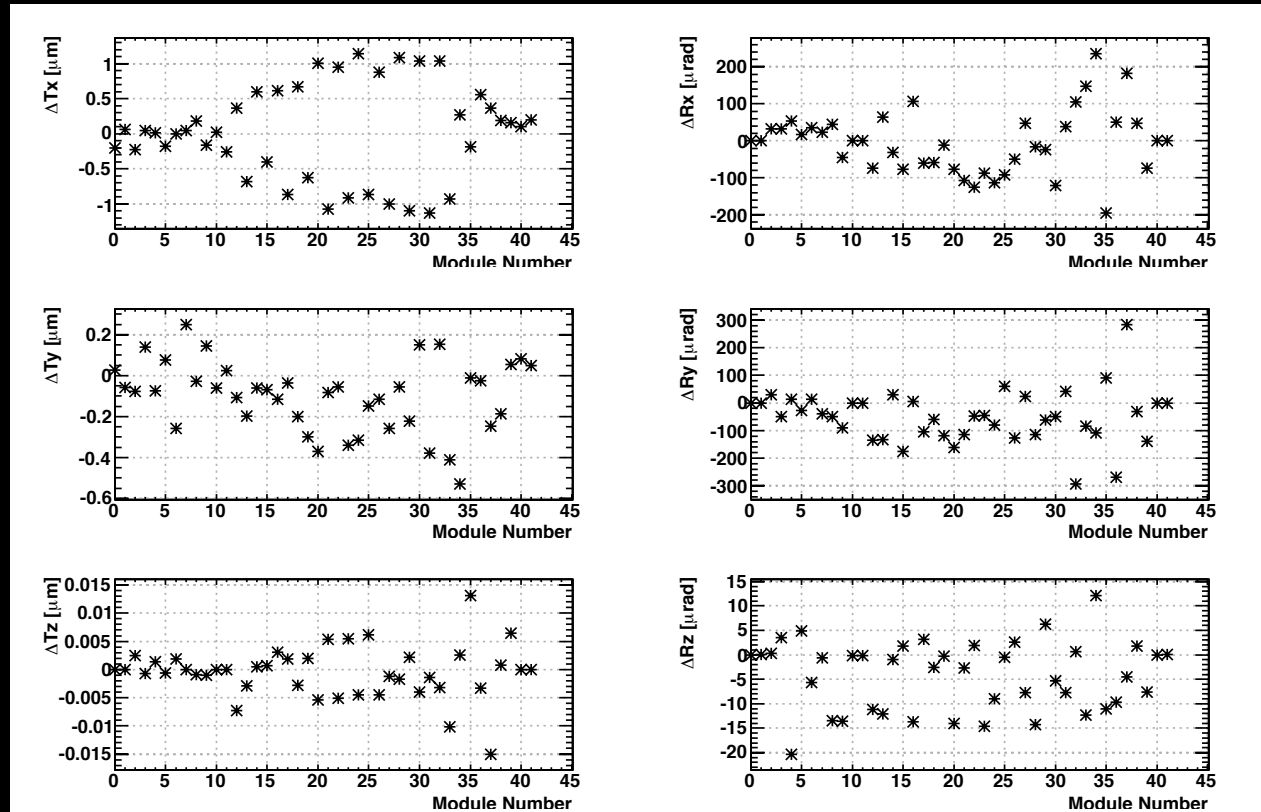 ΔTx [μm]
1
0.5
0
-0.5
-1
0 5 10 15 20 25 30 35 40 45
Module Number
ΔRx [μrad]
200
100
0
-100
-200
0 5 10 15 20 25 30 35 40 45
Module Number
ΔTy [μm]
0.2
0
-0.2
-0.4
-0.6
0 5 10 15 20 25 30 35 40 45
Module Number
ΔRy [μrad]
300
200
100
0
-100
-200
-300
0 5 10 15 20 25 30 35 40 45
Module Number
ΔTz [μm]
0.015
0.01
0.005
0
-0.005
-0.01
-0.015
0 5 10 15 20 25 30 35 40 45
Module Number
ΔRz [μrad]
15
10
5
0
-5
-10
-15
-20
0 5 10 15 20 25 30 35 40 45
Module Number